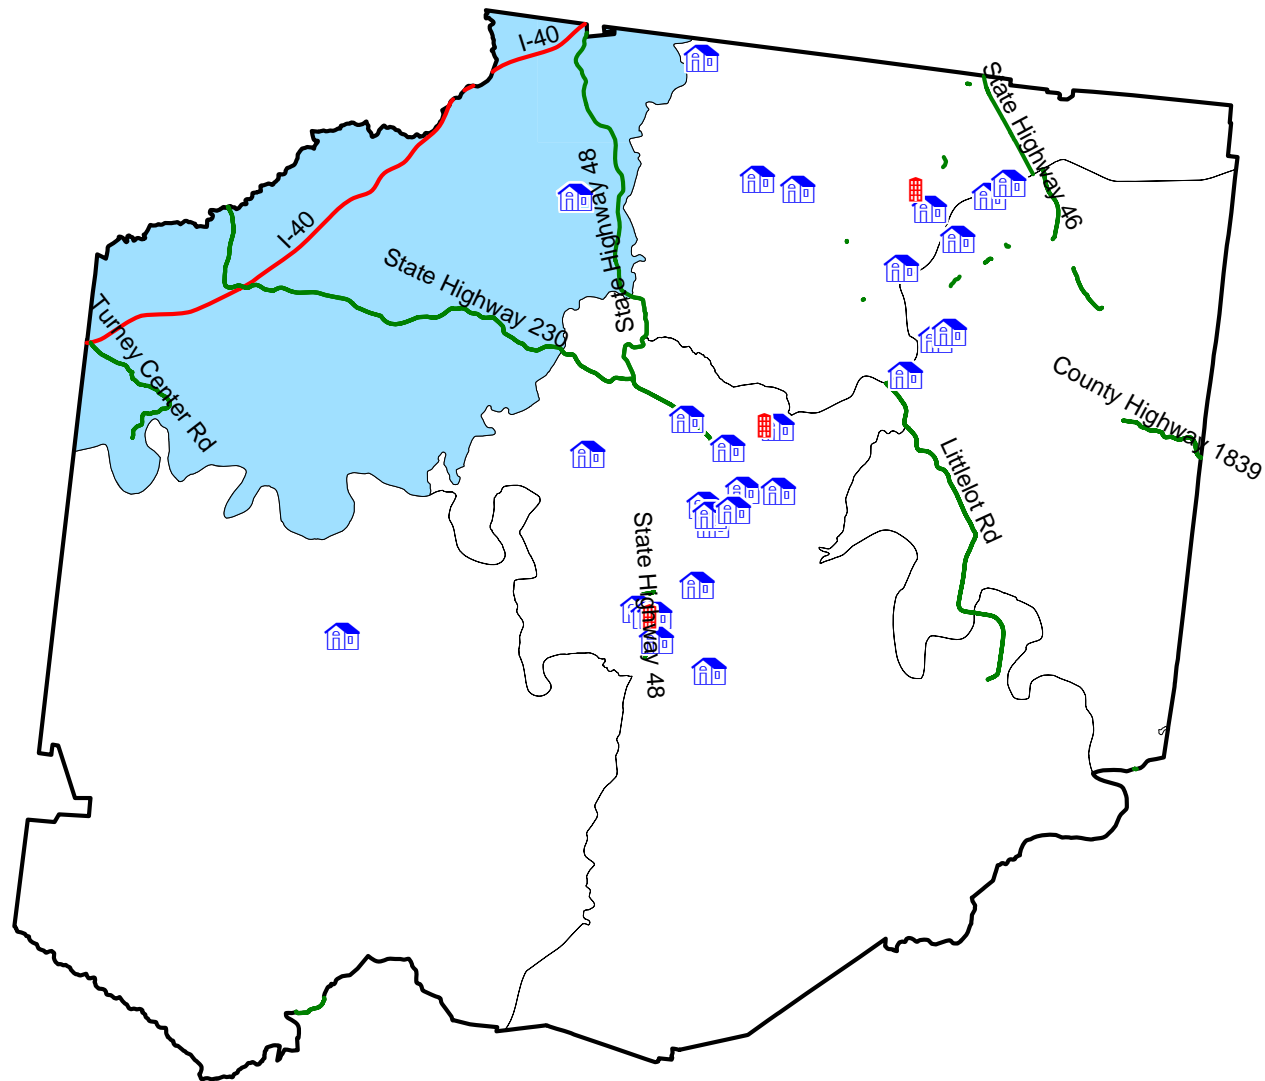 I-40
State Highway 46
State Highway 48
I-40
State Highway 230
Turney Center Rd
County Highway 1839
Littlelot Rd
State Highway 48